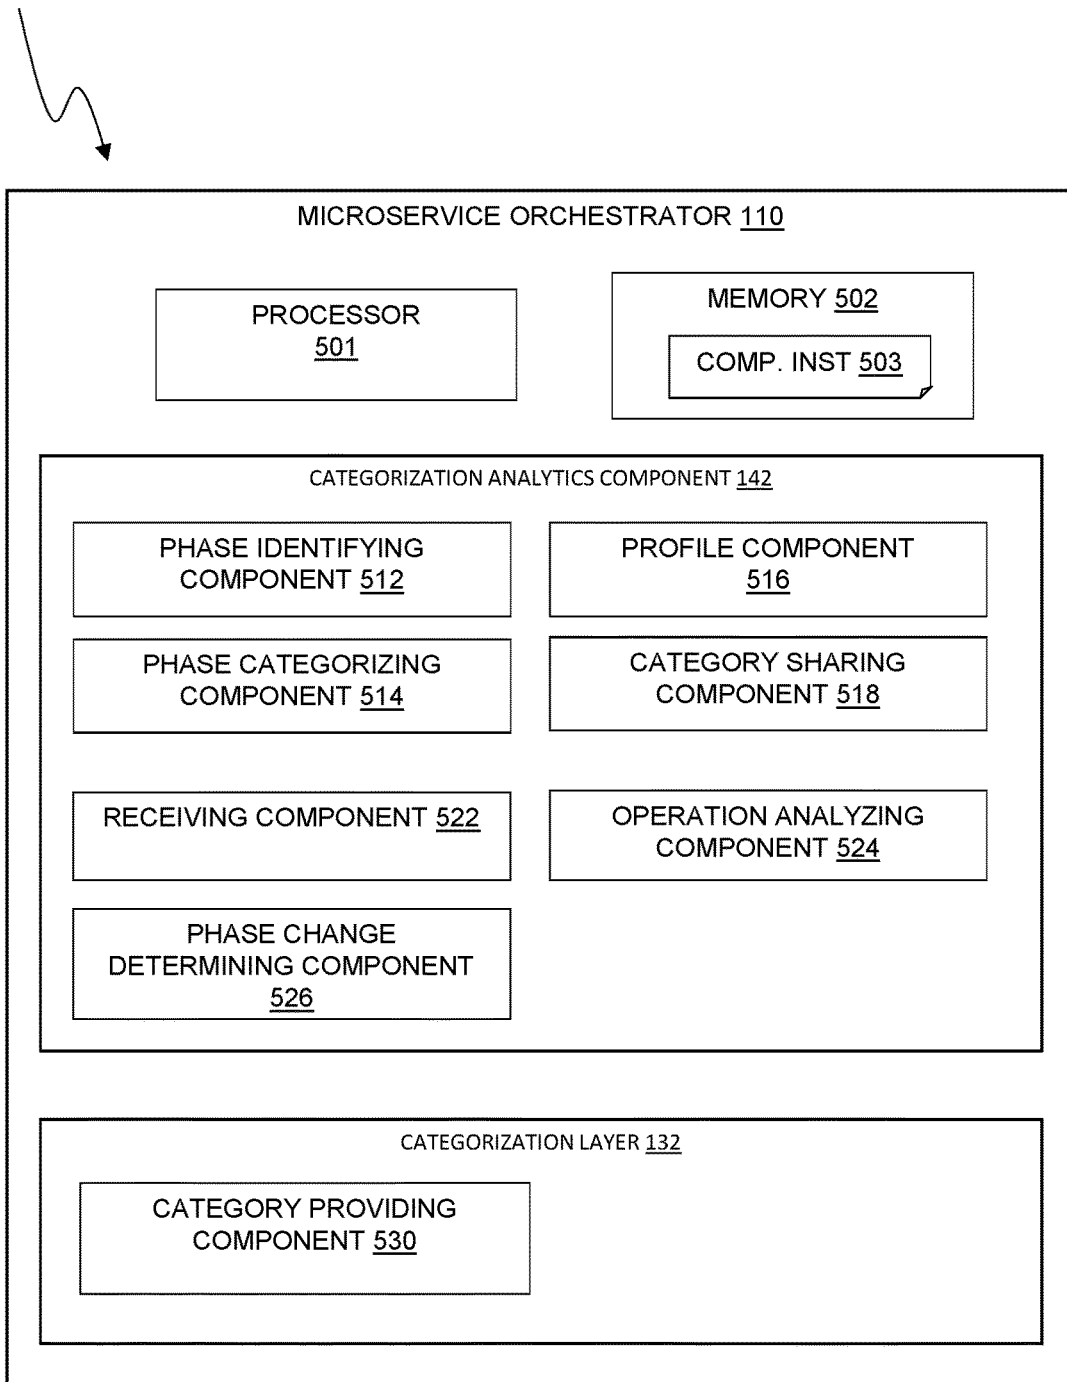 MICROSERVICE ORCHESTRATOR 110
PROCESSOR
501
MEMORY 502
COMP. INST 503
CATEGORIZATION ANALYTICS COMPONENT 142
PHASE IDENTIFYING
COMPONENT 512
PROFILE COMPONENT
516
PHASE CATEGORIZING
COMPONENT 514
CATEGORY SHARING
COMPONENT 518
RECEIVING COMPONENT 522
OPERATION ANALYZING
COMPONENT 524
PHASE CHANGE
DETERMINING COMPONENT
526
CATEGORIZATION LAYER 132
CATEGORY PROVIDING
COMPONENT 530